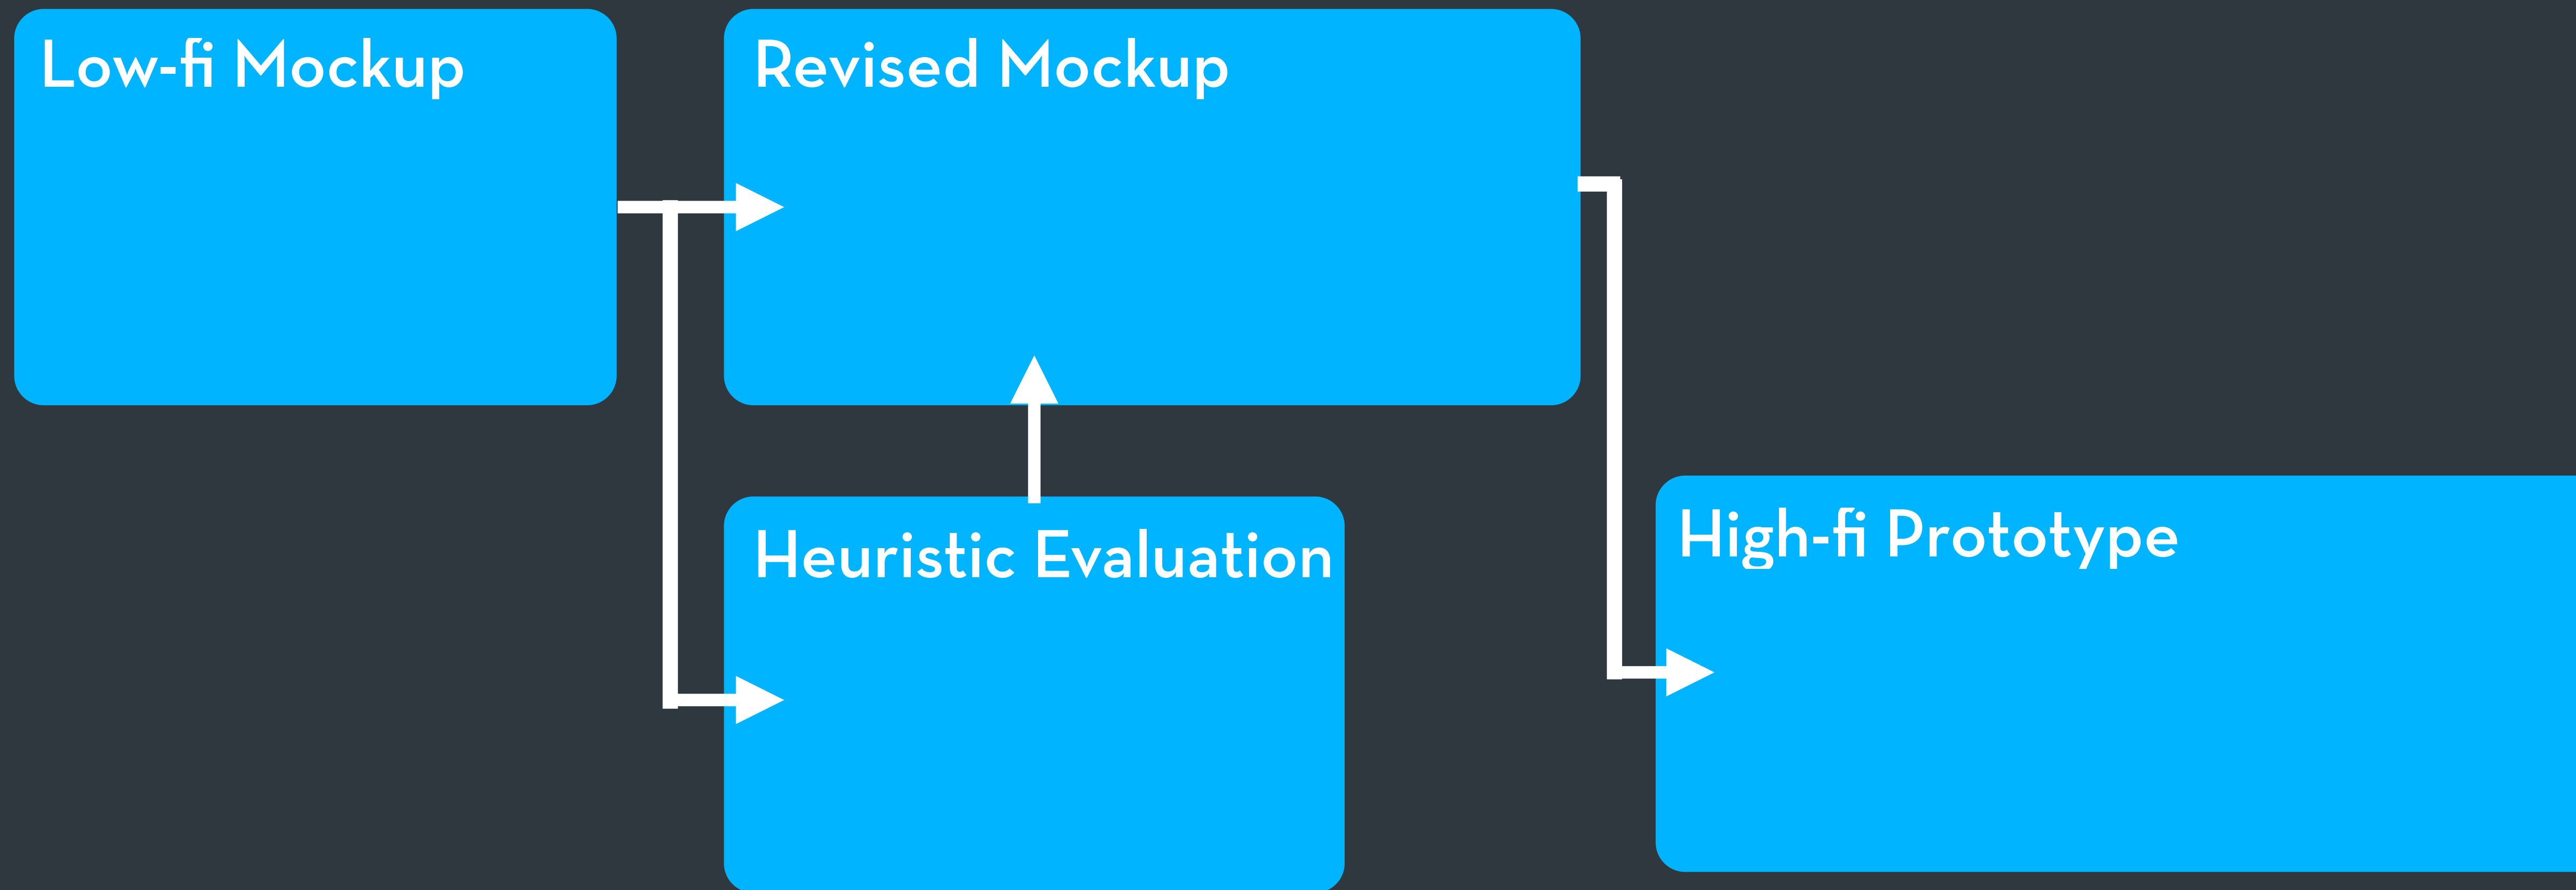 Low-fi Mockup
Revised Mockup
Heuristic Evaluation
High-fi Prototype